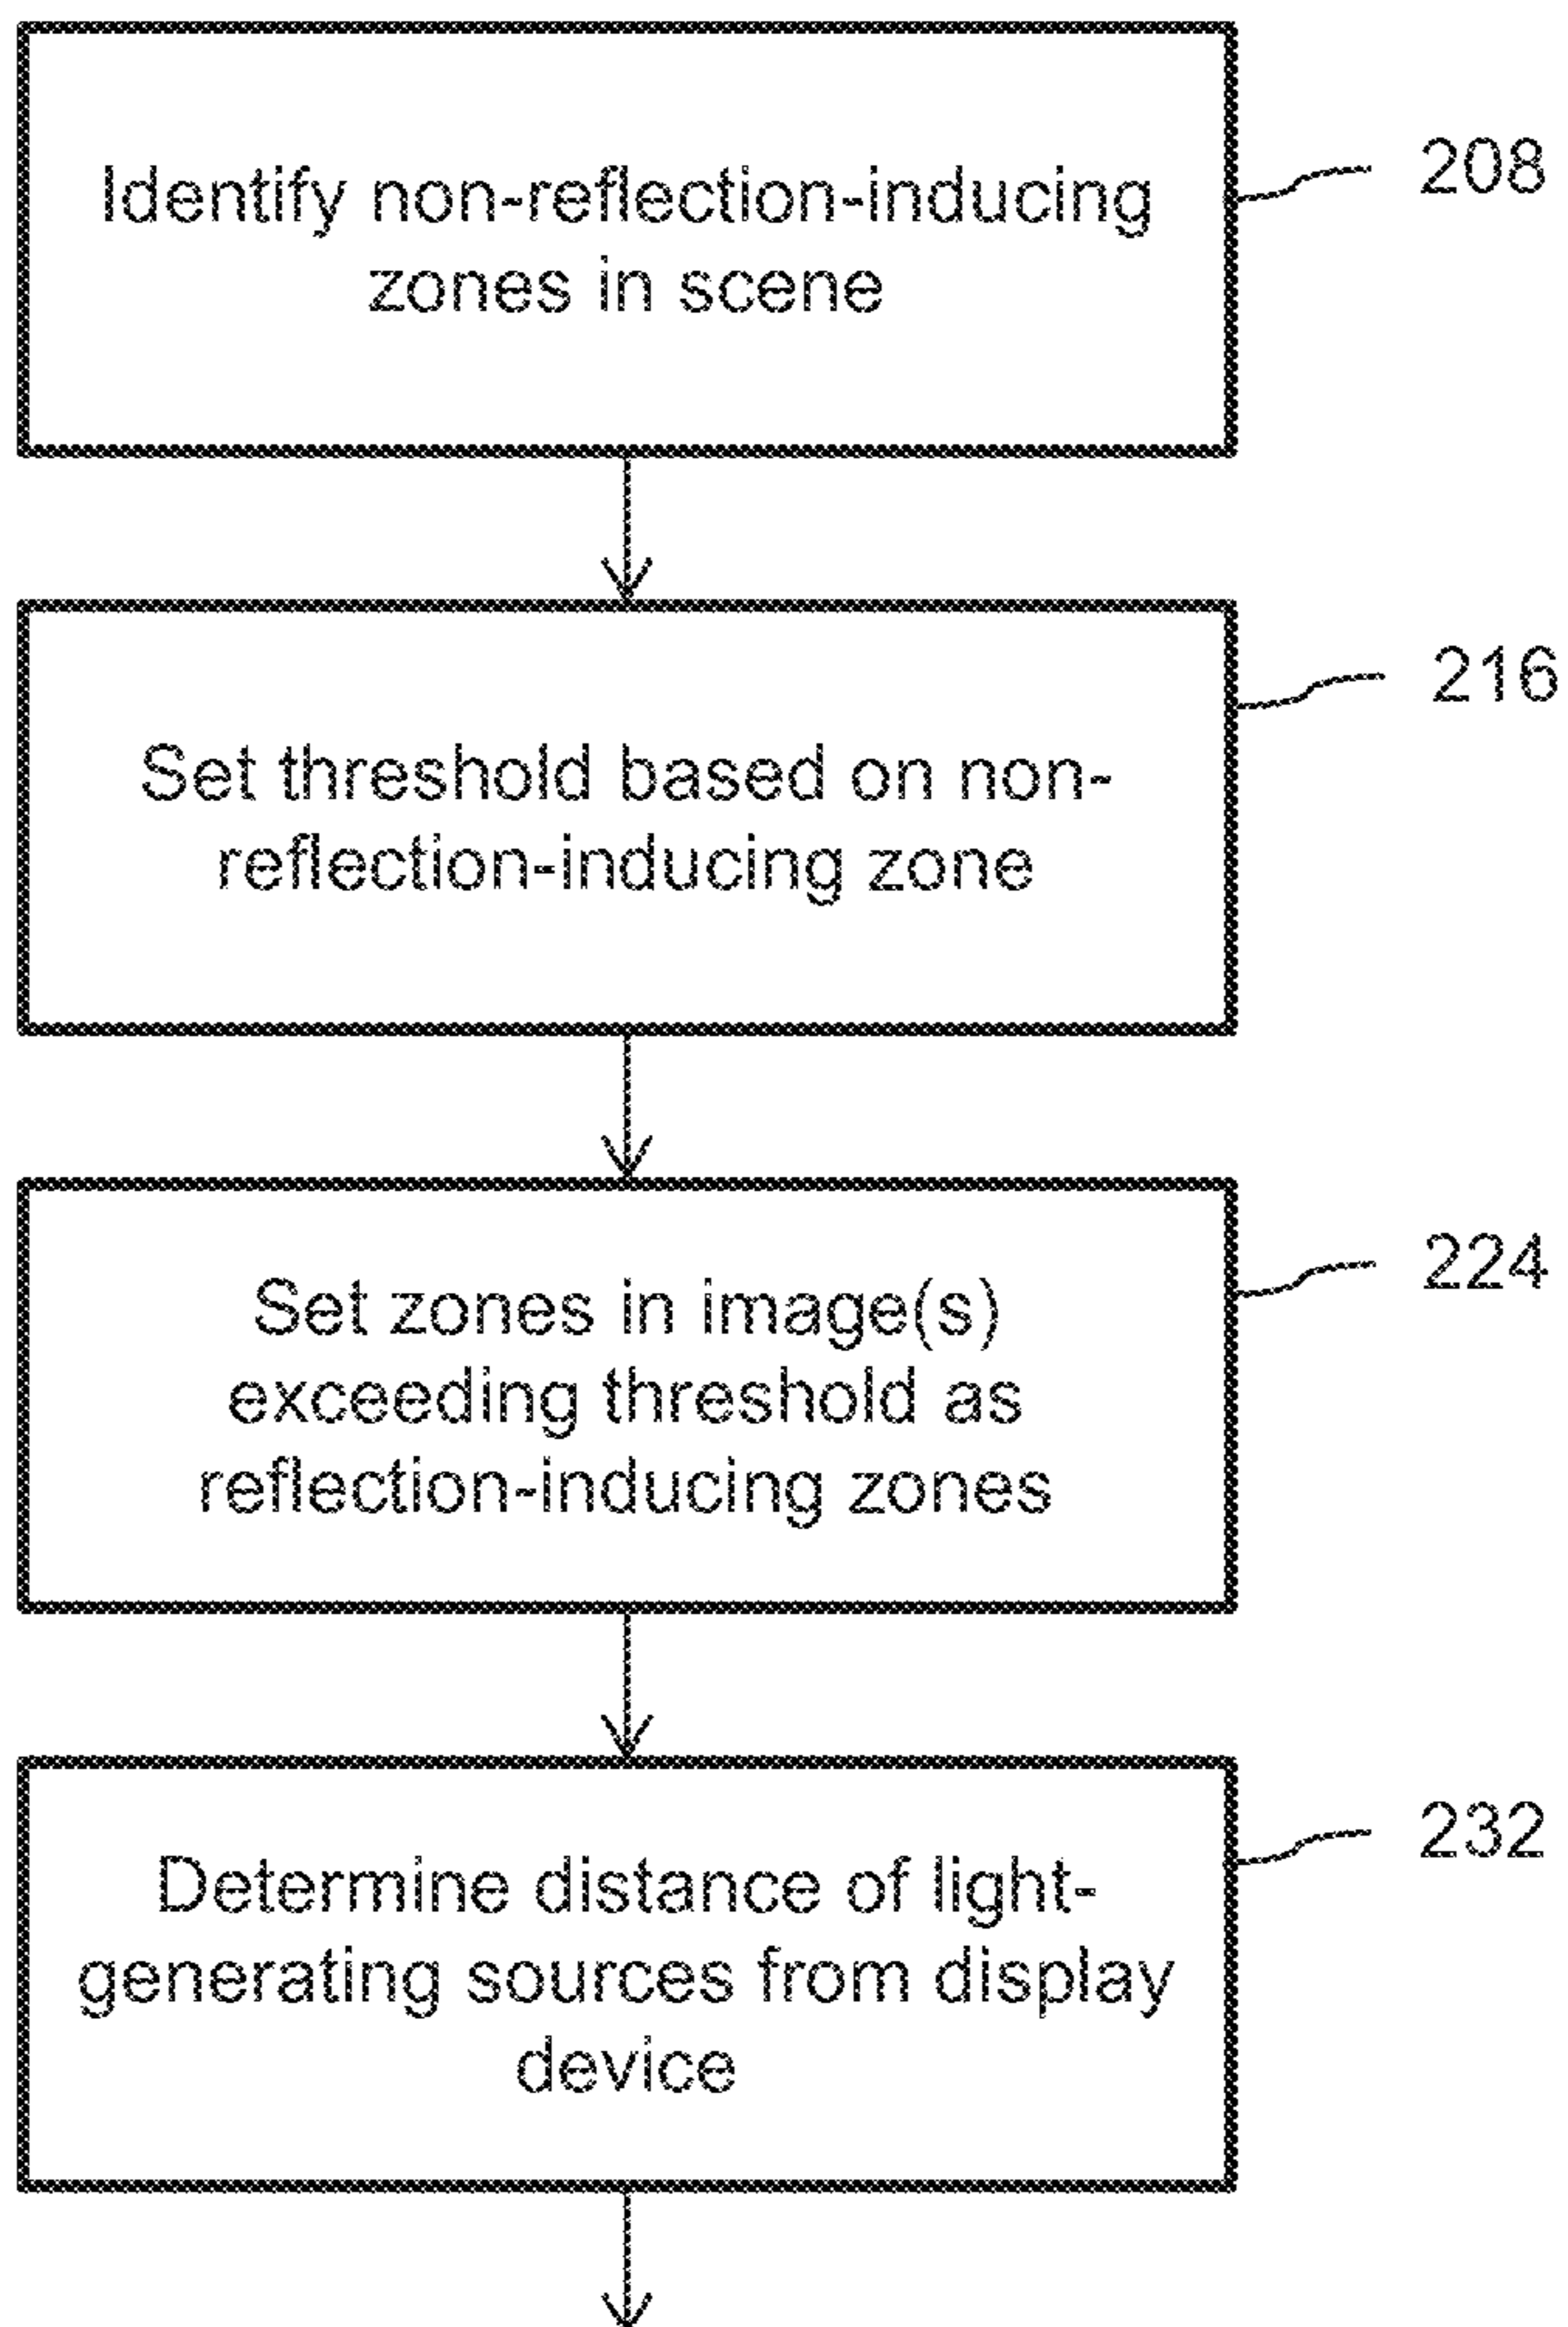 Identify non-reflection-inducing
zones in scene
208
Set threshold based on non-
reflection-inducing zone
216
Set zones in image(s)
exceeding threshold as
reflection-inducing zones
224
Determine distance of light-
generating sources from display
device
232